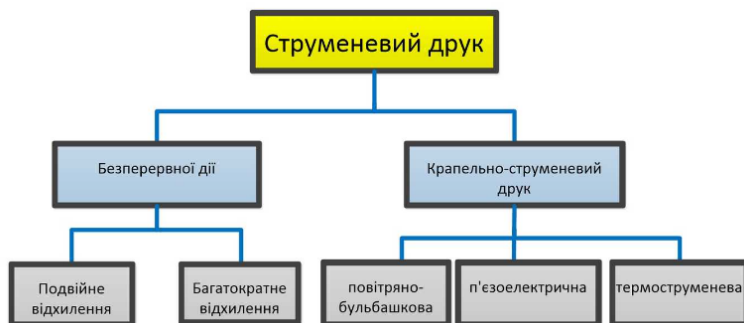 Струменевий друк
Безперервної дії
Крапельно-струменевий
друк
Подвійне
відхилення
Багатократне
відхилення
повітряно-
бульбашкова
п'єзоелектрична
термоструменева